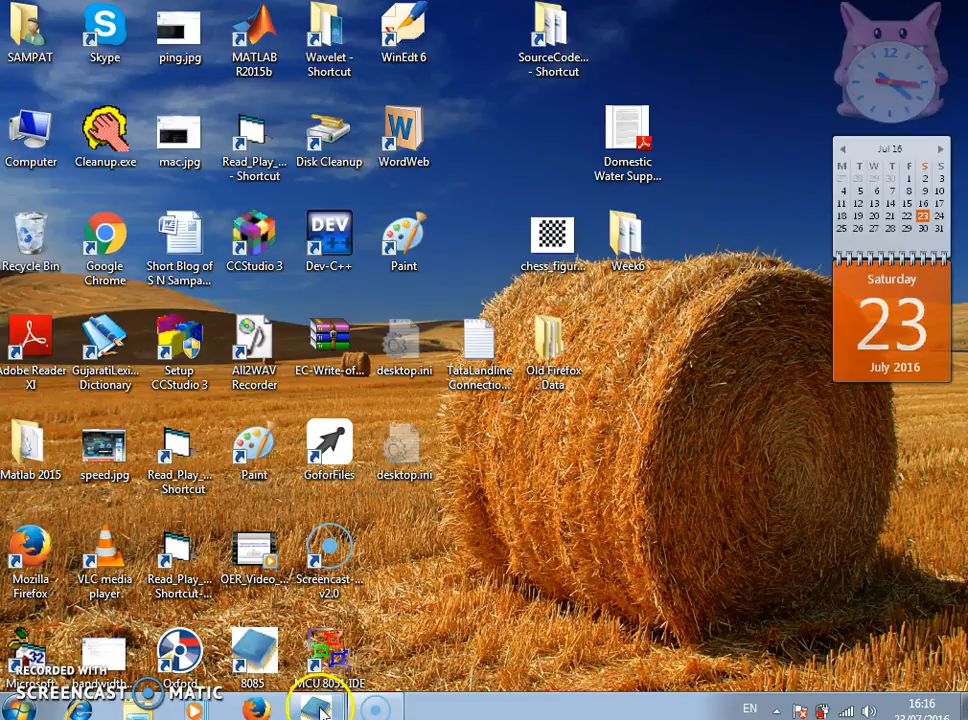 SAMPAT
Skype
ping.jpg
MATLAB
R2015b
Wavelet -
Shortcut
WinEdt 6
SourceCode...
- Shortcut
Computer
Cleanup.exe
mac.jpg
Read_Play_...
- Shortcut
Disk Cleanup
WordWeb
Domestic
Water Supp...
Recycle Bin
Google
Chrome
Short Blog of
S N Sampa...
CCStudio 3
DEV
Dev-C++
Paint
chess_figur...
Week6
Adobe Reader
XI
GujaratiLexi...
Dictionary
Setup
CCStudio 3
All2WAV
Recorder
EC-Write-of...
desktop.ini
TataLandline
Connectio...
Old Firefox
Data
Matlab 2015
speed.jpg
Read_Play_...
- Shortcut
Paint
GoforFiles
desktop.ini
Mozilla
Firefox
VLC media
player
Read_Play_...
Shortcut-...
OER_Video_...
Screencast-...
v2.0
Microsoft...
bandwidth
Oxford
8085
MCU 8051 IDE
12
Jul 16
M T W T F S S
27 28 29 30 1 2 3
4 5 6 7 8 9 10
11 12 13 14 15 16 17
18 19 20 21 22 23 24
25 26 27 28 29 30 31
Saturday
23
July 2016
RECORDED WITH
SCREENCAST MATIC
EN
16:16
23/07/2016